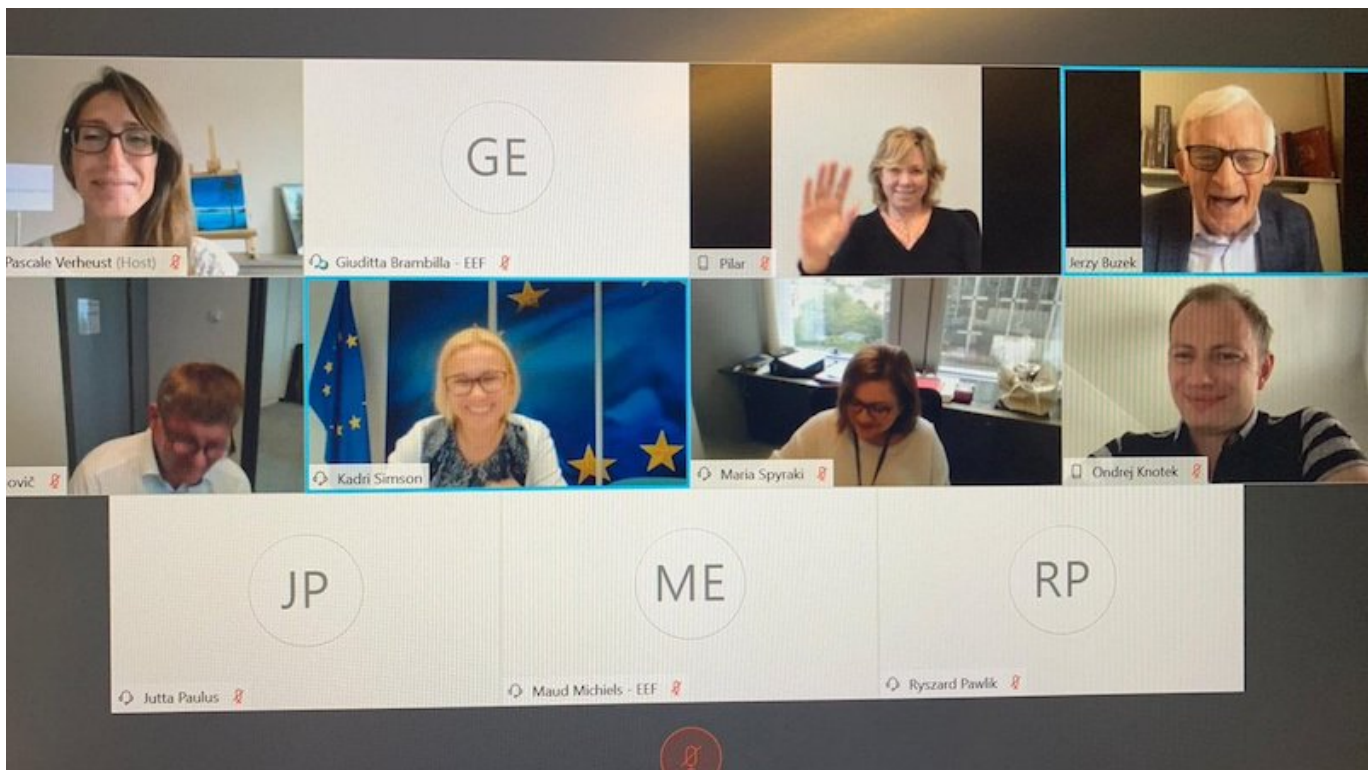 GE
Pascale Verheust (Host)
Giuditta Brambilla - EEF
Pilar
Jerzy Buzek
ovič
Kadri Simson
Maria Spyraki
Ondrej Knotek
JP
ME
RP
Jutta Paulus
Maud Michiels - EEF
Ryszard Pawlik